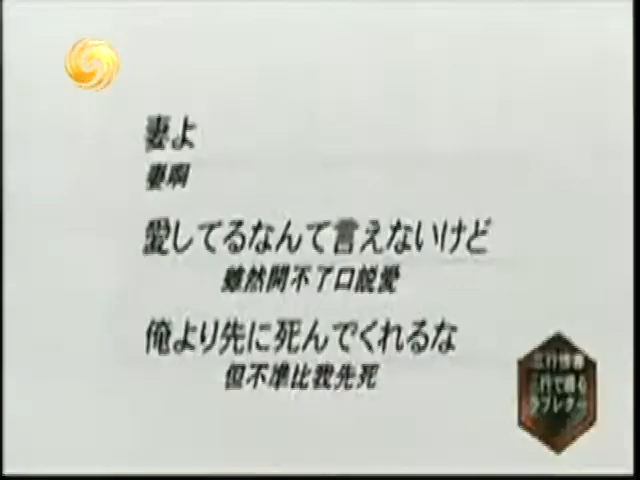 妻よ
妻啊
愛してるなんて言えないけど
雖然開不了口説愛
俺より先に死んでくれるな
但不準比我先死